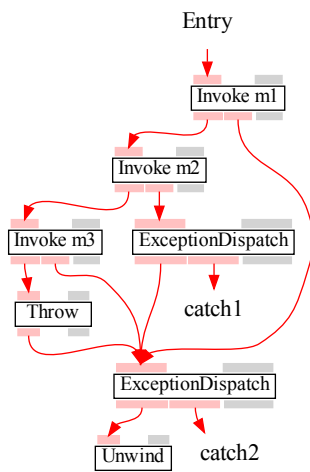 Entry
Invoke m1
Invoke m2
Invoke m3
ExceptionDispatch
Throw
catch1
ExceptionDispatch
Unwind
catch2